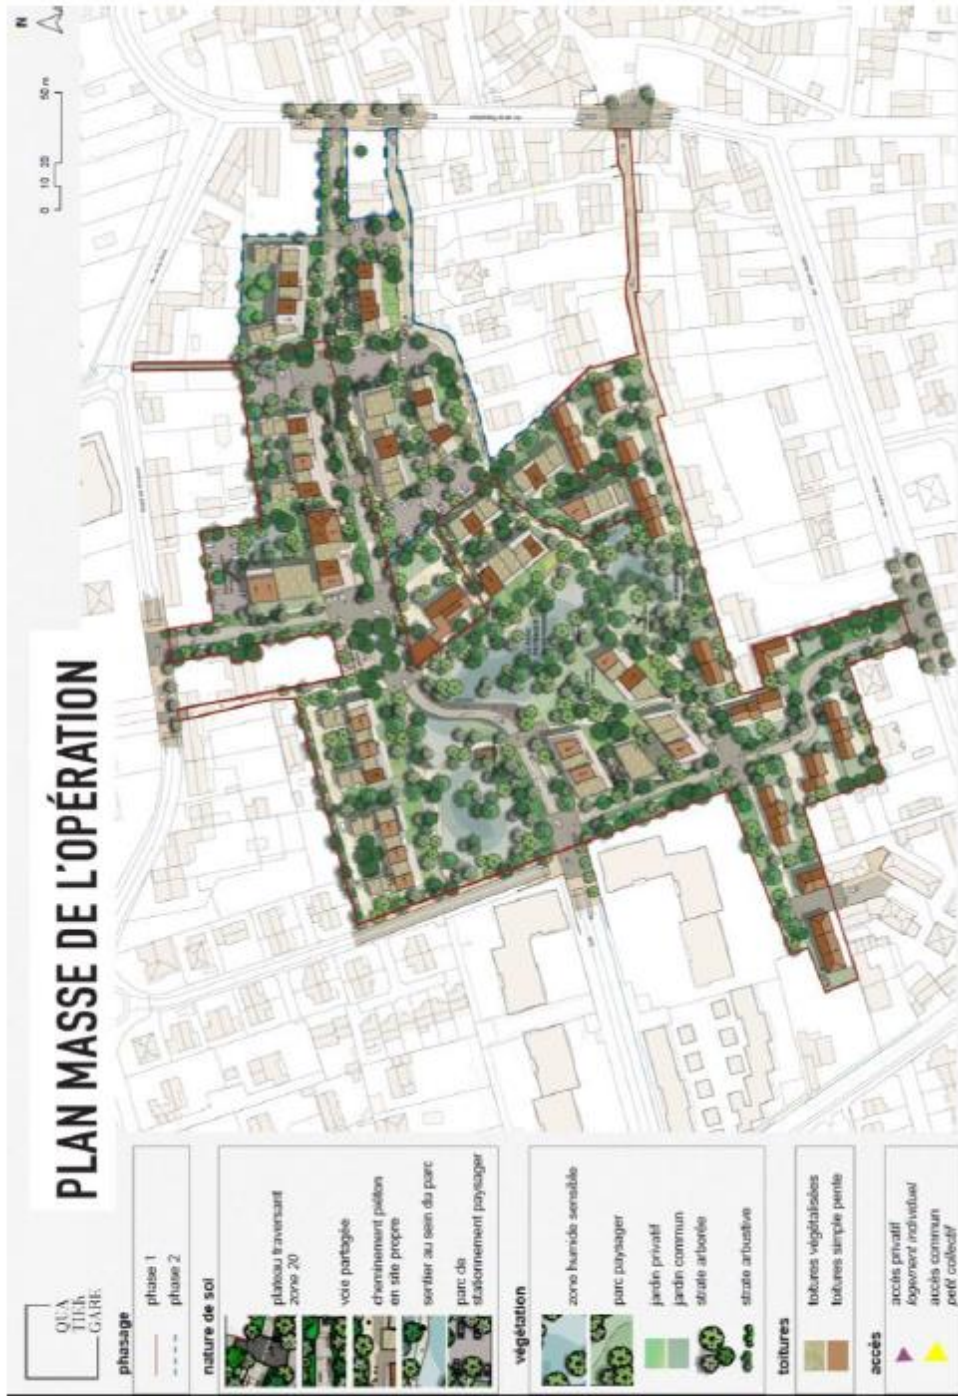 PLAN MASSE DE L'OPÉRATION
N
0 10 20 50 m
QUA
TIER
GARE
phasage
phase 1
phase 2
nature de soi
plateau traversant
zone 20
voie partagée
cheminement piéton
en site propre
sentier au sein du parc
parc de
stationnement paysager
végétation
zone humide sensible
parc paysager
jardin privatif
jardin commun
strate arborée
strate arbustive
toitures
toitures végétalisées
toitures simple pente
accès
accès privatif
logement individuel
accès commun
petit collectif